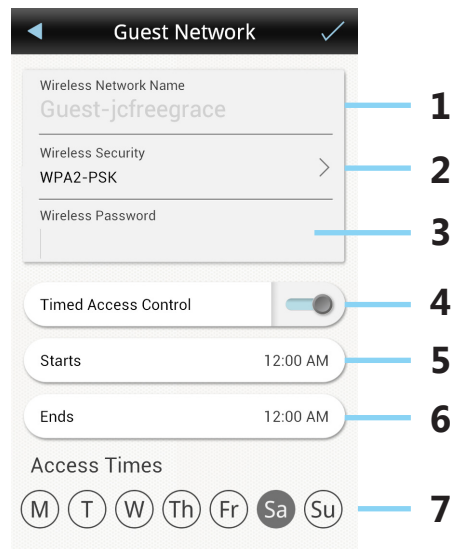 Guest Network
Wireless Network Name
Guest-jcfreegrace
1
Wireless Security
WPA2-PSK
2
Wireless Password
3
Timed Access Control
4
Starts 12:00 AM
5
Ends 12:00 AM
6
Access Times
M T W Th Fr Sa Su
7